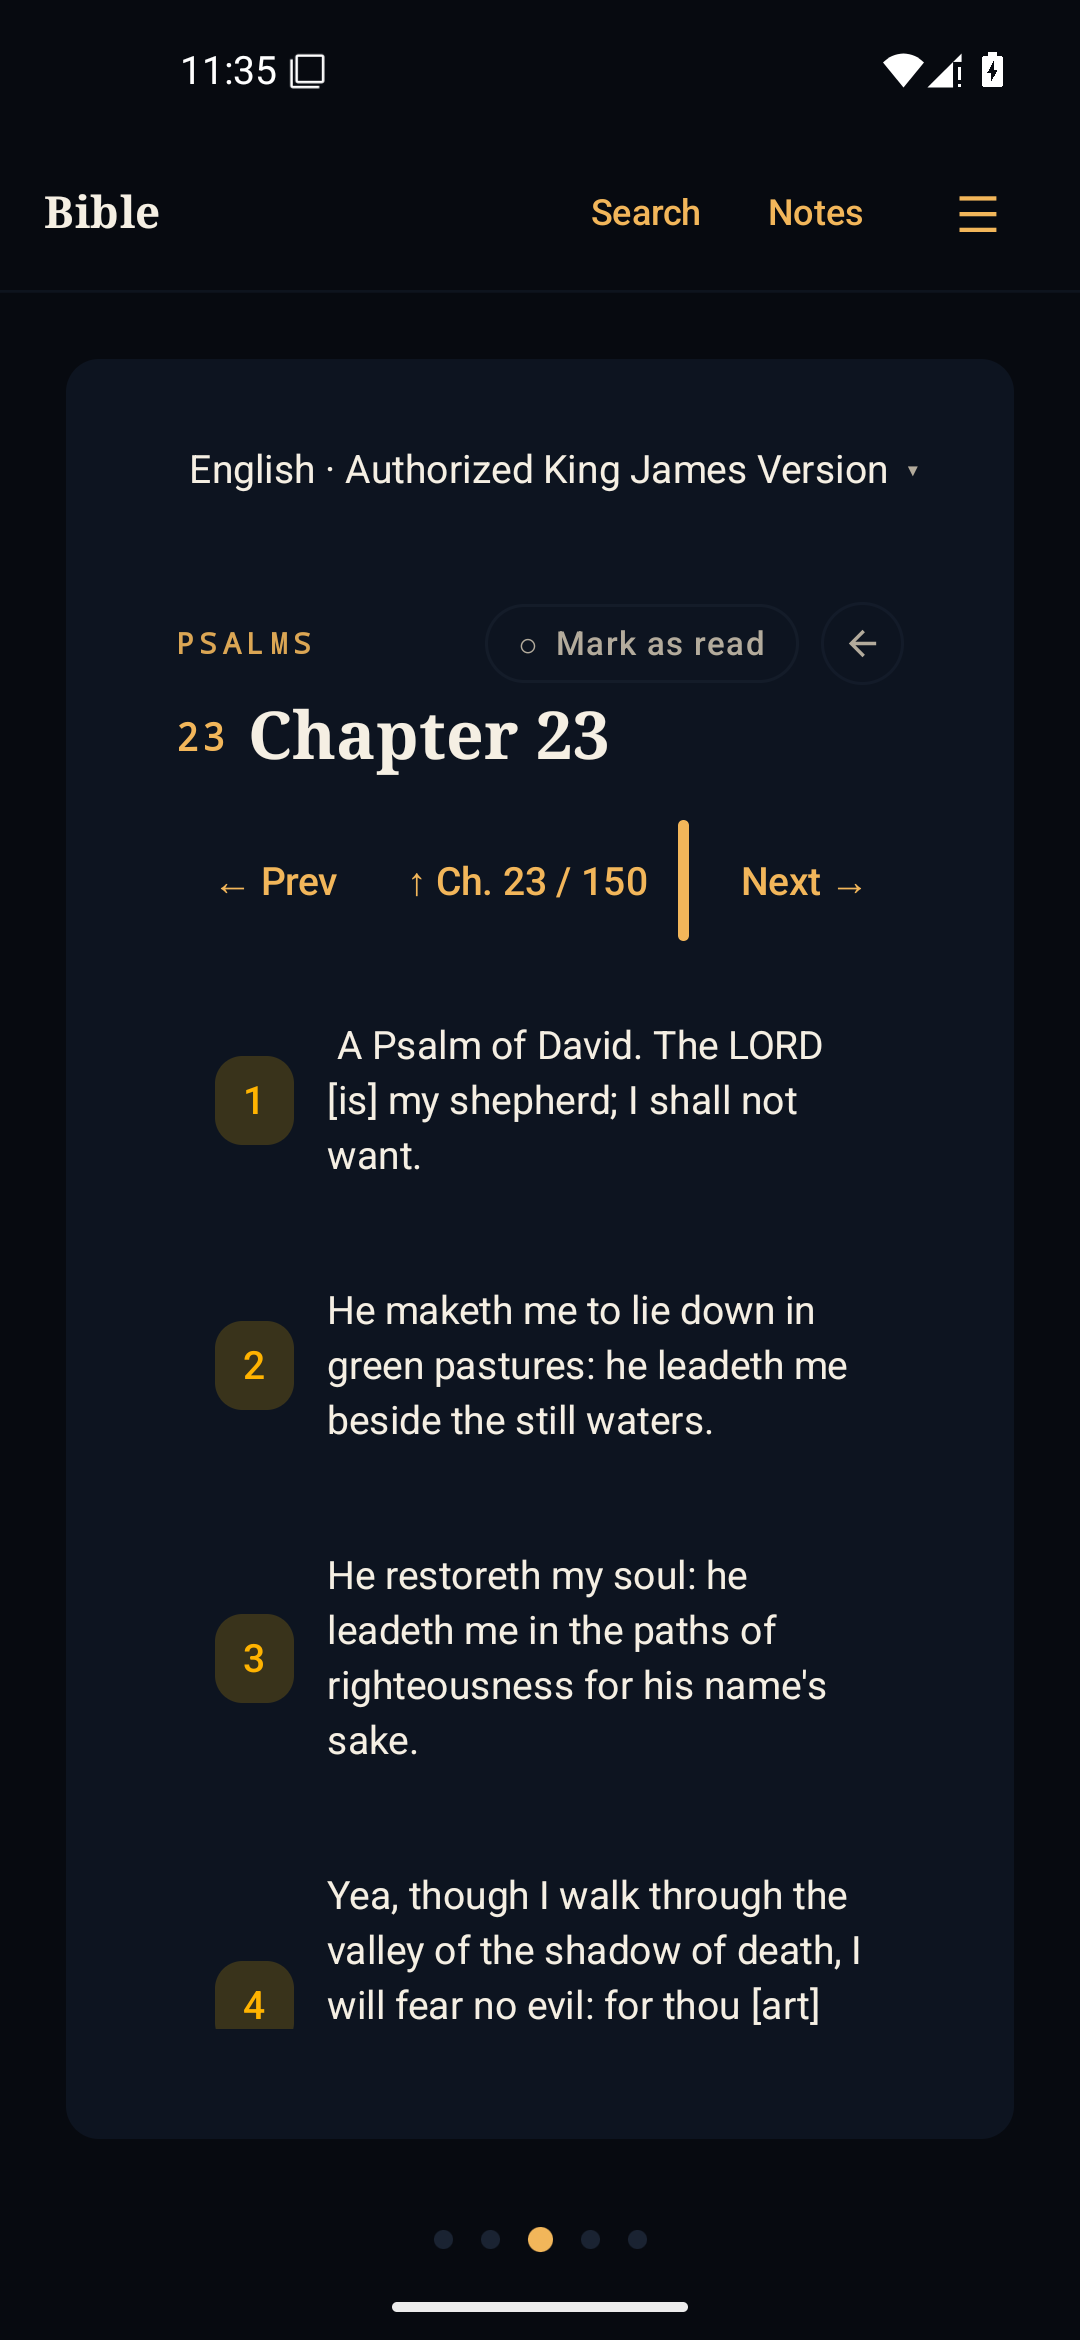 11:35
Bible
Search Notes ☰
English · Authorized King James Version ▾
PSALMS
○ Mark as read ←
23 Chapter 23
← Prev ↑ Ch. 23 / 150 Next →
1 A Psalm of David. The LORD
[is] my shepherd; I shall not
want.
2 He maketh me to lie down in
green pastures: he leadeth me
beside the still waters.
3 He restoreth my soul: he
leadeth me in the paths of
righteousness for his name's
sake.
4 Yea, though I walk through the
valley of the shadow of death, I
will fear no evil: for thou [art]